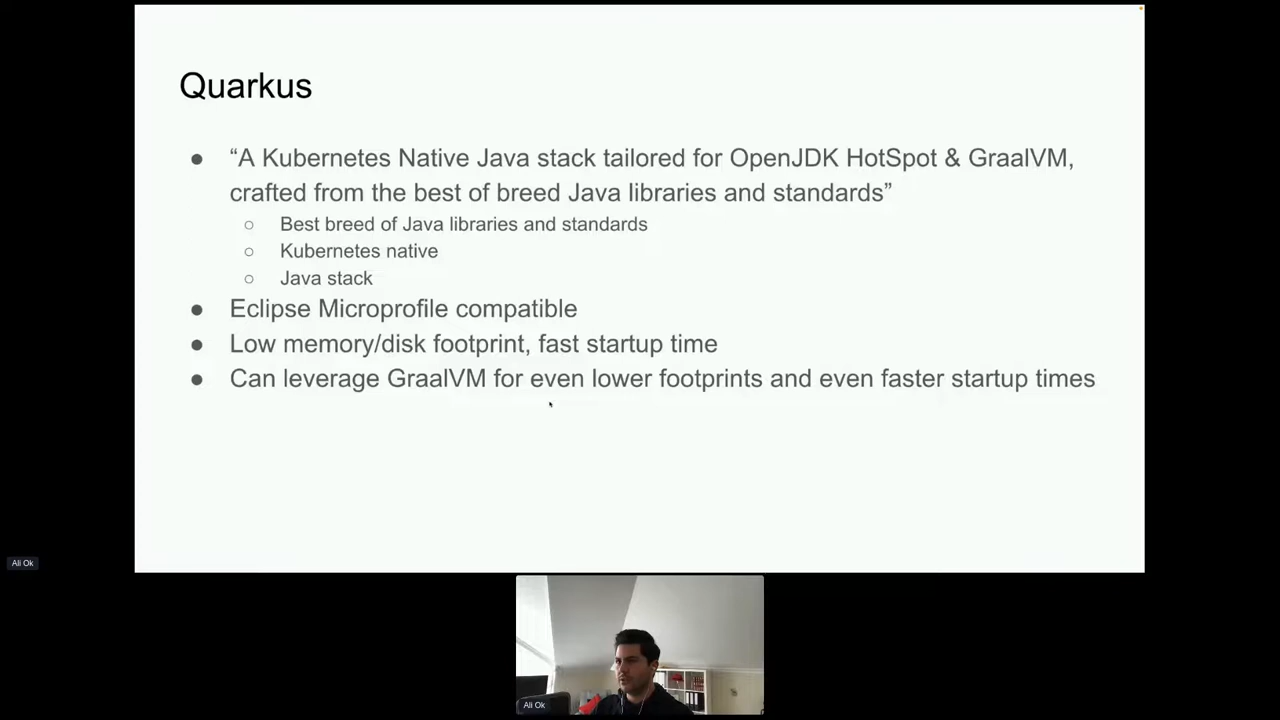 Quarkus
● “A Kubernetes Native Java stack tailored for OpenJDK HotSpot & GraalVM,
crafted from the best of breed Java libraries and standards”
○ Best breed of Java libraries and standards
○ Kubernetes native
○ Java stack
● Eclipse Microprofile compatible
● Low memory/disk footprint, fast startup time
● Can leverage GraalVM for even lower footprints and even faster startup times
Ali Ok
Ali Ok